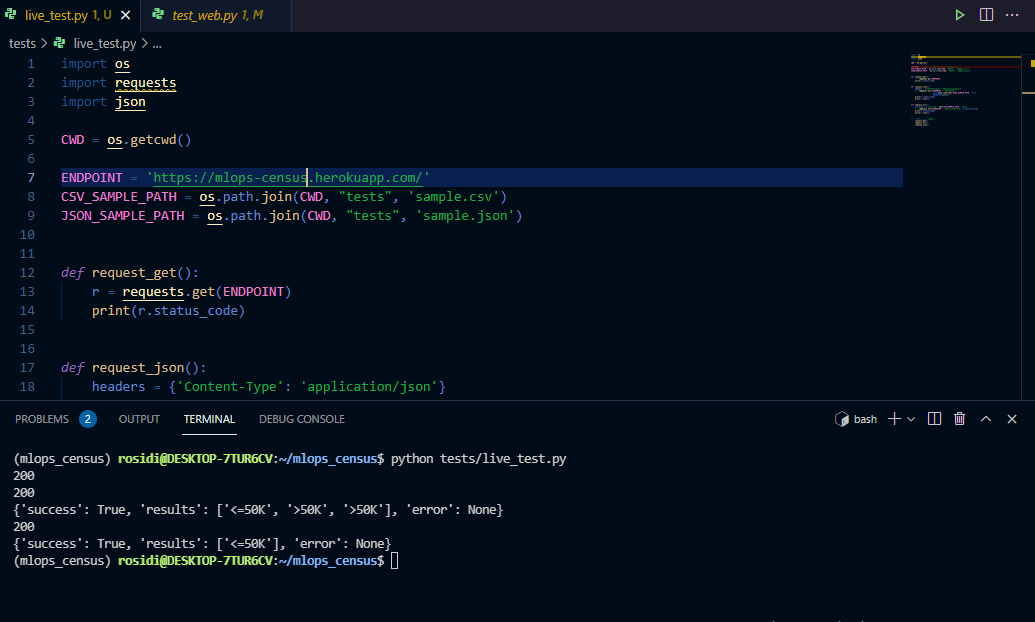 live_test.py 1, U
test_web.py 1, M
tests > live_test.py > ...
1 import os
2 import requests
3 import json
4
5 CWD = os.getcwd()
6
7 ENDPOINT = 'https://mlops-census.herokuapp.com/'
8 CSV_SAMPLE_PATH = os.path.join(CWD, "tests", 'sample.csv')
9 JSON_SAMPLE_PATH = os.path.join(CWD, "tests", 'sample.json')
10
11
12 def request_get():
13     r = requests.get(ENDPOINT)
14     print(r.status_code)
15
16
17 def request_json():
18     headers = {'Content-Type': 'application/json'}
PROBLEMS 2 OUTPUT TERMINAL DEBUG CONSOLE bash
(mlops_census) rosidi@DESKTOP-7TUR6CV:~/mlops_census$ python tests/live_test.py
200
200
{'success': True, 'results': ['<=50K', '>50K', '>50K'], 'error': None}
200
{'success': True, 'results': ['<=50K'], 'error': None}
(mlops_census) rosidi@DESKTOP-7TUR6CV:~/mlops_census$